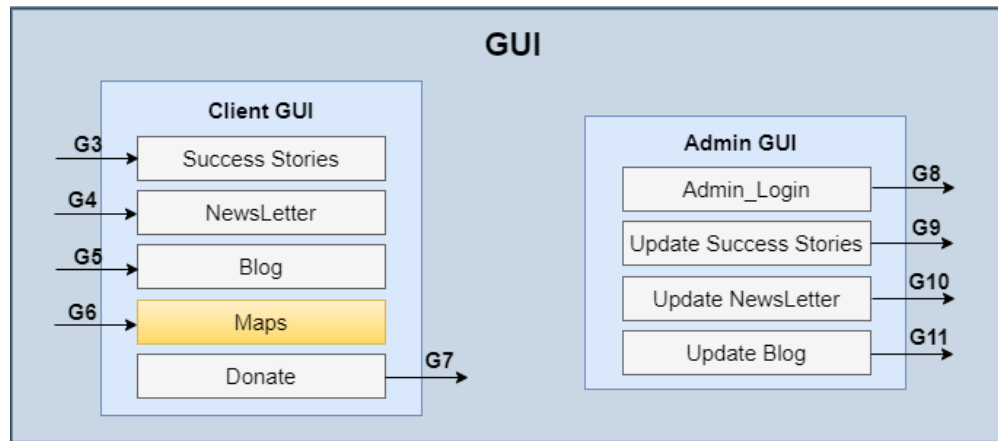 GUI
Client GUI
G3
Success Stories
G4
NewsLetter
G5
Blog
G6
Maps
Donate
G7
Admin GUI
Admin_Login
G8
Update Success Stories
G9
Update NewsLetter
G10
Update Blog
G11